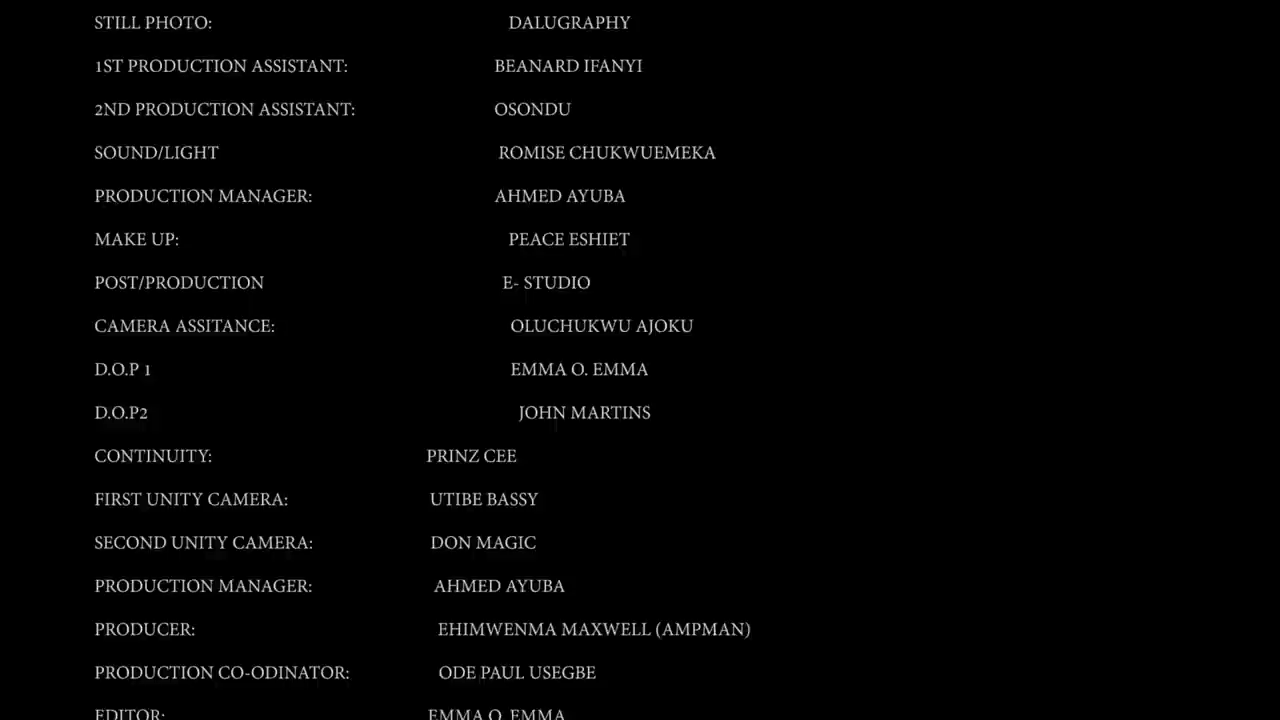 STILL PHOTO: DALUGRAPHY
1ST PRODUCTION ASSISTANT: BEANARD IFANYI
2ND PRODUCTION ASSISTANT: OSONDU
SOUND/LIGHT ROMISE CHUKWUEMEKA
PRODUCTION MANAGER: AHMED AYUBA
MAKE UP: PEACE ESHIET
POST/PRODUCTION E- STUDIO
CAMERA ASSITANCE: OLUCHUKWU AJOKU
D.O.P 1 EMMA O. EMMA
D.O.P2 JOHN MARTINS
CONTINUITY: PRINZ CEE
FIRST UNITY CAMERA: UTIBE BASSY
SECOND UNITY CAMERA: DON MAGIC
PRODUCTION MANAGER: AHMED AYUBA
PRODUCER: EHIMWENMA MAXWELL (AMPMAN)
PRODUCTION CO-ODINATOR: ODE PAUL USEGBE
EDITOR: EMMA O. EMMA